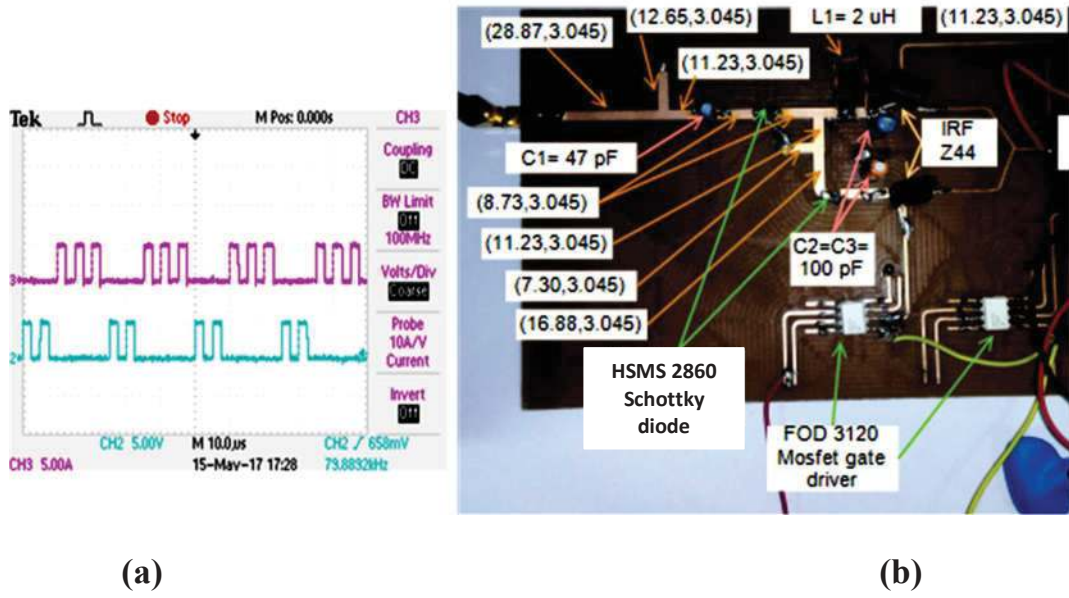 Tek
Stop
M Pos: 0.000s
CH3
Coupling
DC
BW Limit
Off
100MHz
Volts/Div
Coarse
Probe
10A/V
Current
Invert
Off
3
2
CH2 5.00V
M 10.0us
CH2 / 658mV
CH3 5.00A
15-May-17 17:28
79.8892kHz
(28.87,3.045)
(12.65,3.045)
L1= 2 uH
(11.23,3.045)
(11.23,3.045)
C1= 47 pF
IRF
Z44
(8.73,3.045)
(11.23,3.045)
C2=C3=
100 pF
(7.30,3.045)
(16.88,3.045)
HSMS 2860
Schottky
diode
FOD 3120
Mosfet gate
driver
(a)
(b)